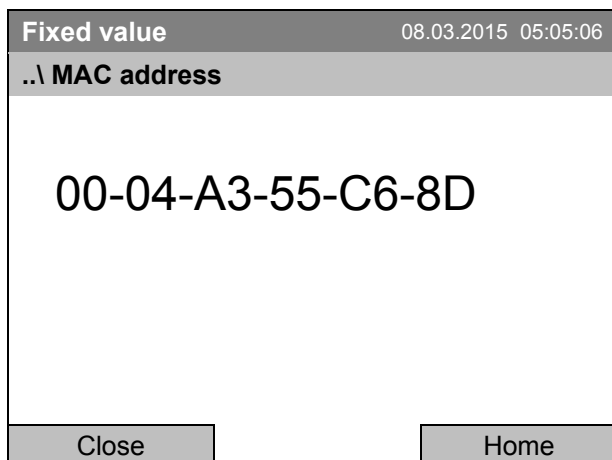 Fixed value 08.03.2015 05:05:06
..\ MAC address
00-04-A3-55-C6-8D
Close Home